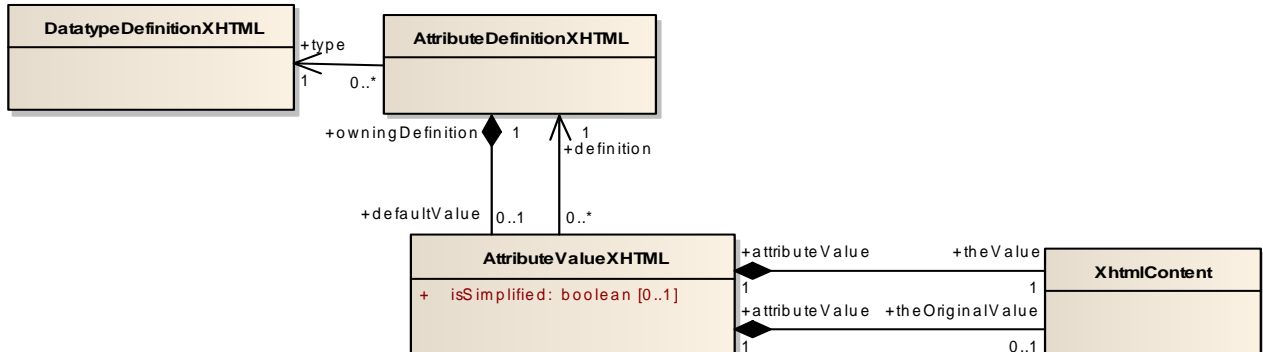 DatatypeDefinitionXHTML
AttributeDefinitionXHTML
+type
1
0..*
+owningDefinition
1
1
+definition
+defaultValue
0..1
0..*
AttributeValueXHTML
+ isSimplified: boolean [0..1]
+attributeValue
+theValue
1
1
XhtmlContent
+attributeValue
+theOriginalValue
1
0..1